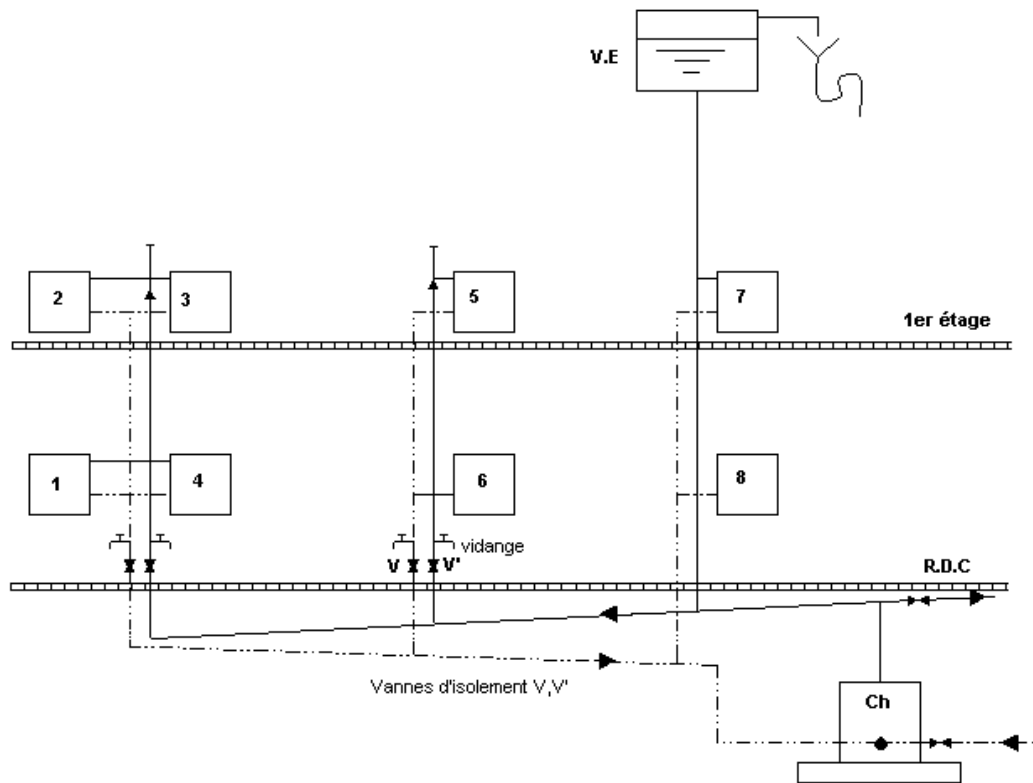 V.E
2
3
5
7
1er étage
1
4
6
8
vidange
V
V'
R.D.C
Vannes d'isolement V,V'
Ch